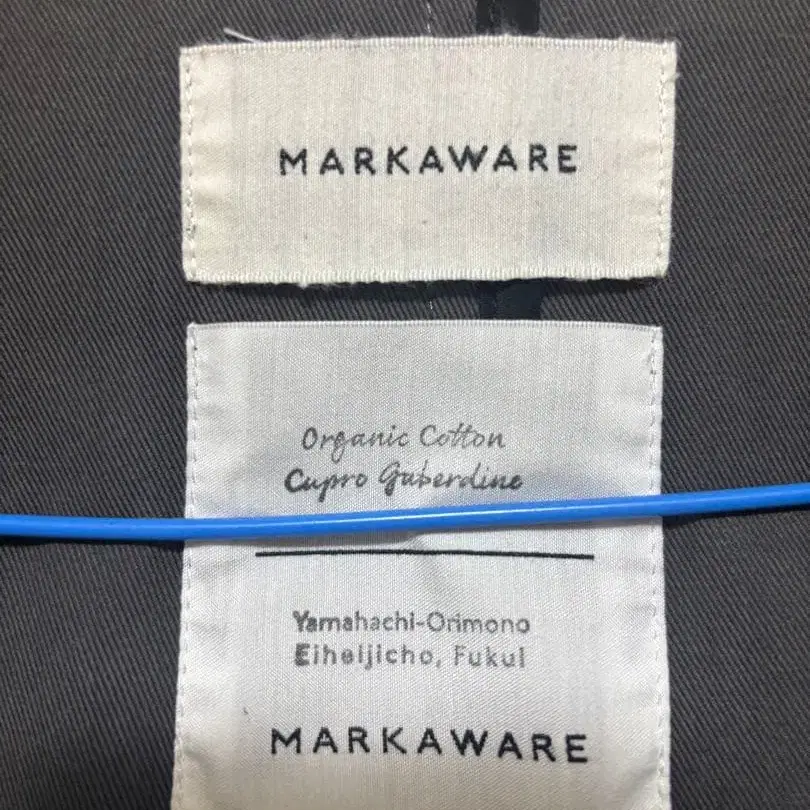 MARKAWARE
Organic Cotton
Cupro Gaberdine
Yamahachi-Orimono
Eiheijicho, Fukui
MARKAWARE